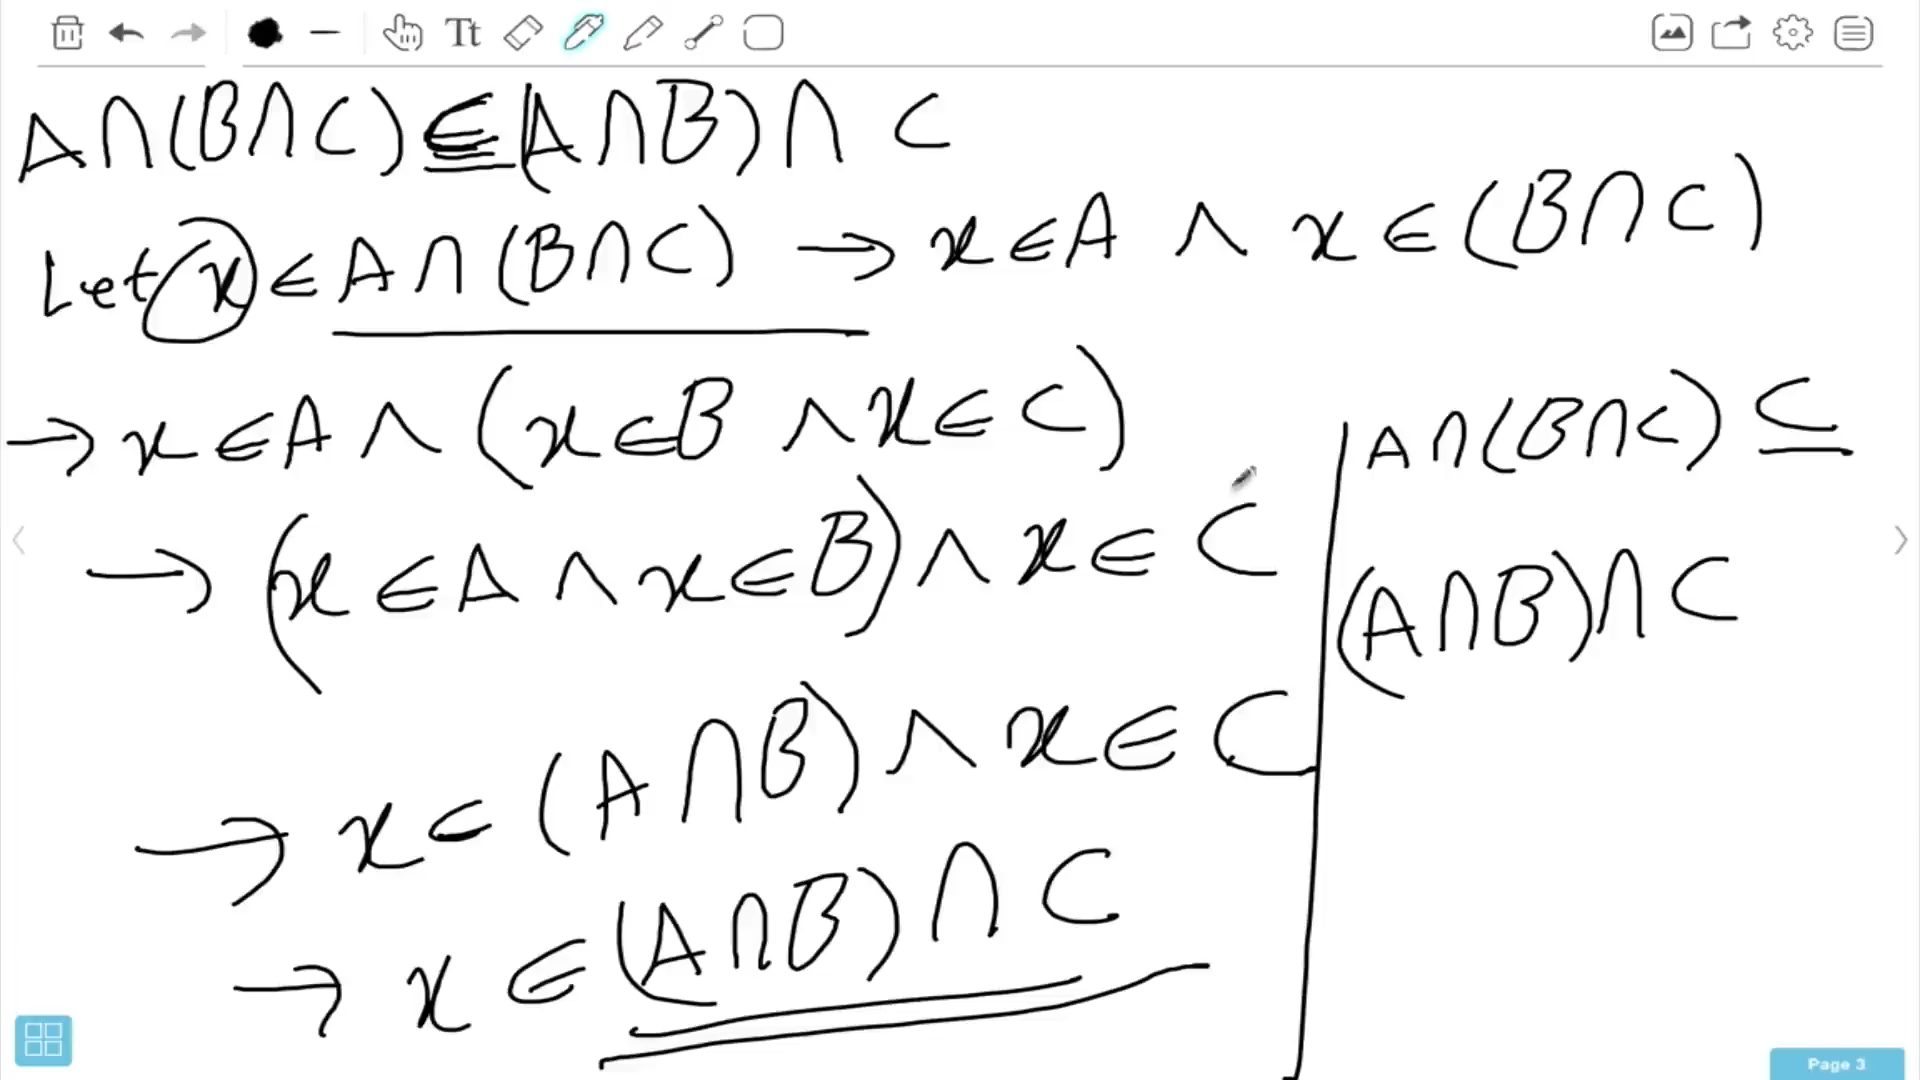 Tt
A∩(B∩C) ⊆ (A∩B)∩ C
Let x ∈ A∩(B∩C) → x∈A ∧ x∈(B∩C)
→ x∈A ∧ (x∈B ∧ x∈C)
→ (x∈A ∧ x∈B) ∧ x∈C
→ x∈(A∩B) ∧ x∈C
→ x∈(A∩B)∩C
A∩(B∩C) ⊆
(A∩B)∩C
Page 3